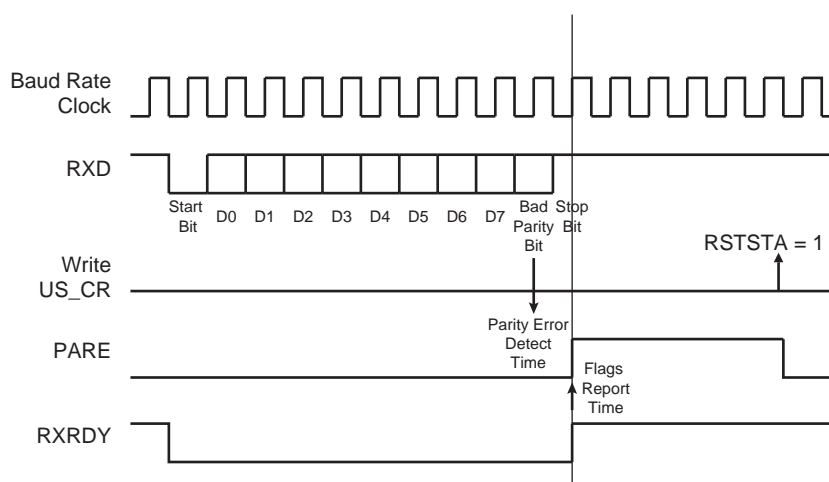 Baud Rate
Clock
RXD
Start
Bit
D0
D1
D2
D3
D4
D5
D6
D7
Bad
Parity
Bit
Stop
Bit
RSTSTA = 1
Write
US_CR
Parity Error
Detect
Time
PARE
Flags
Report
Time
RXRDY